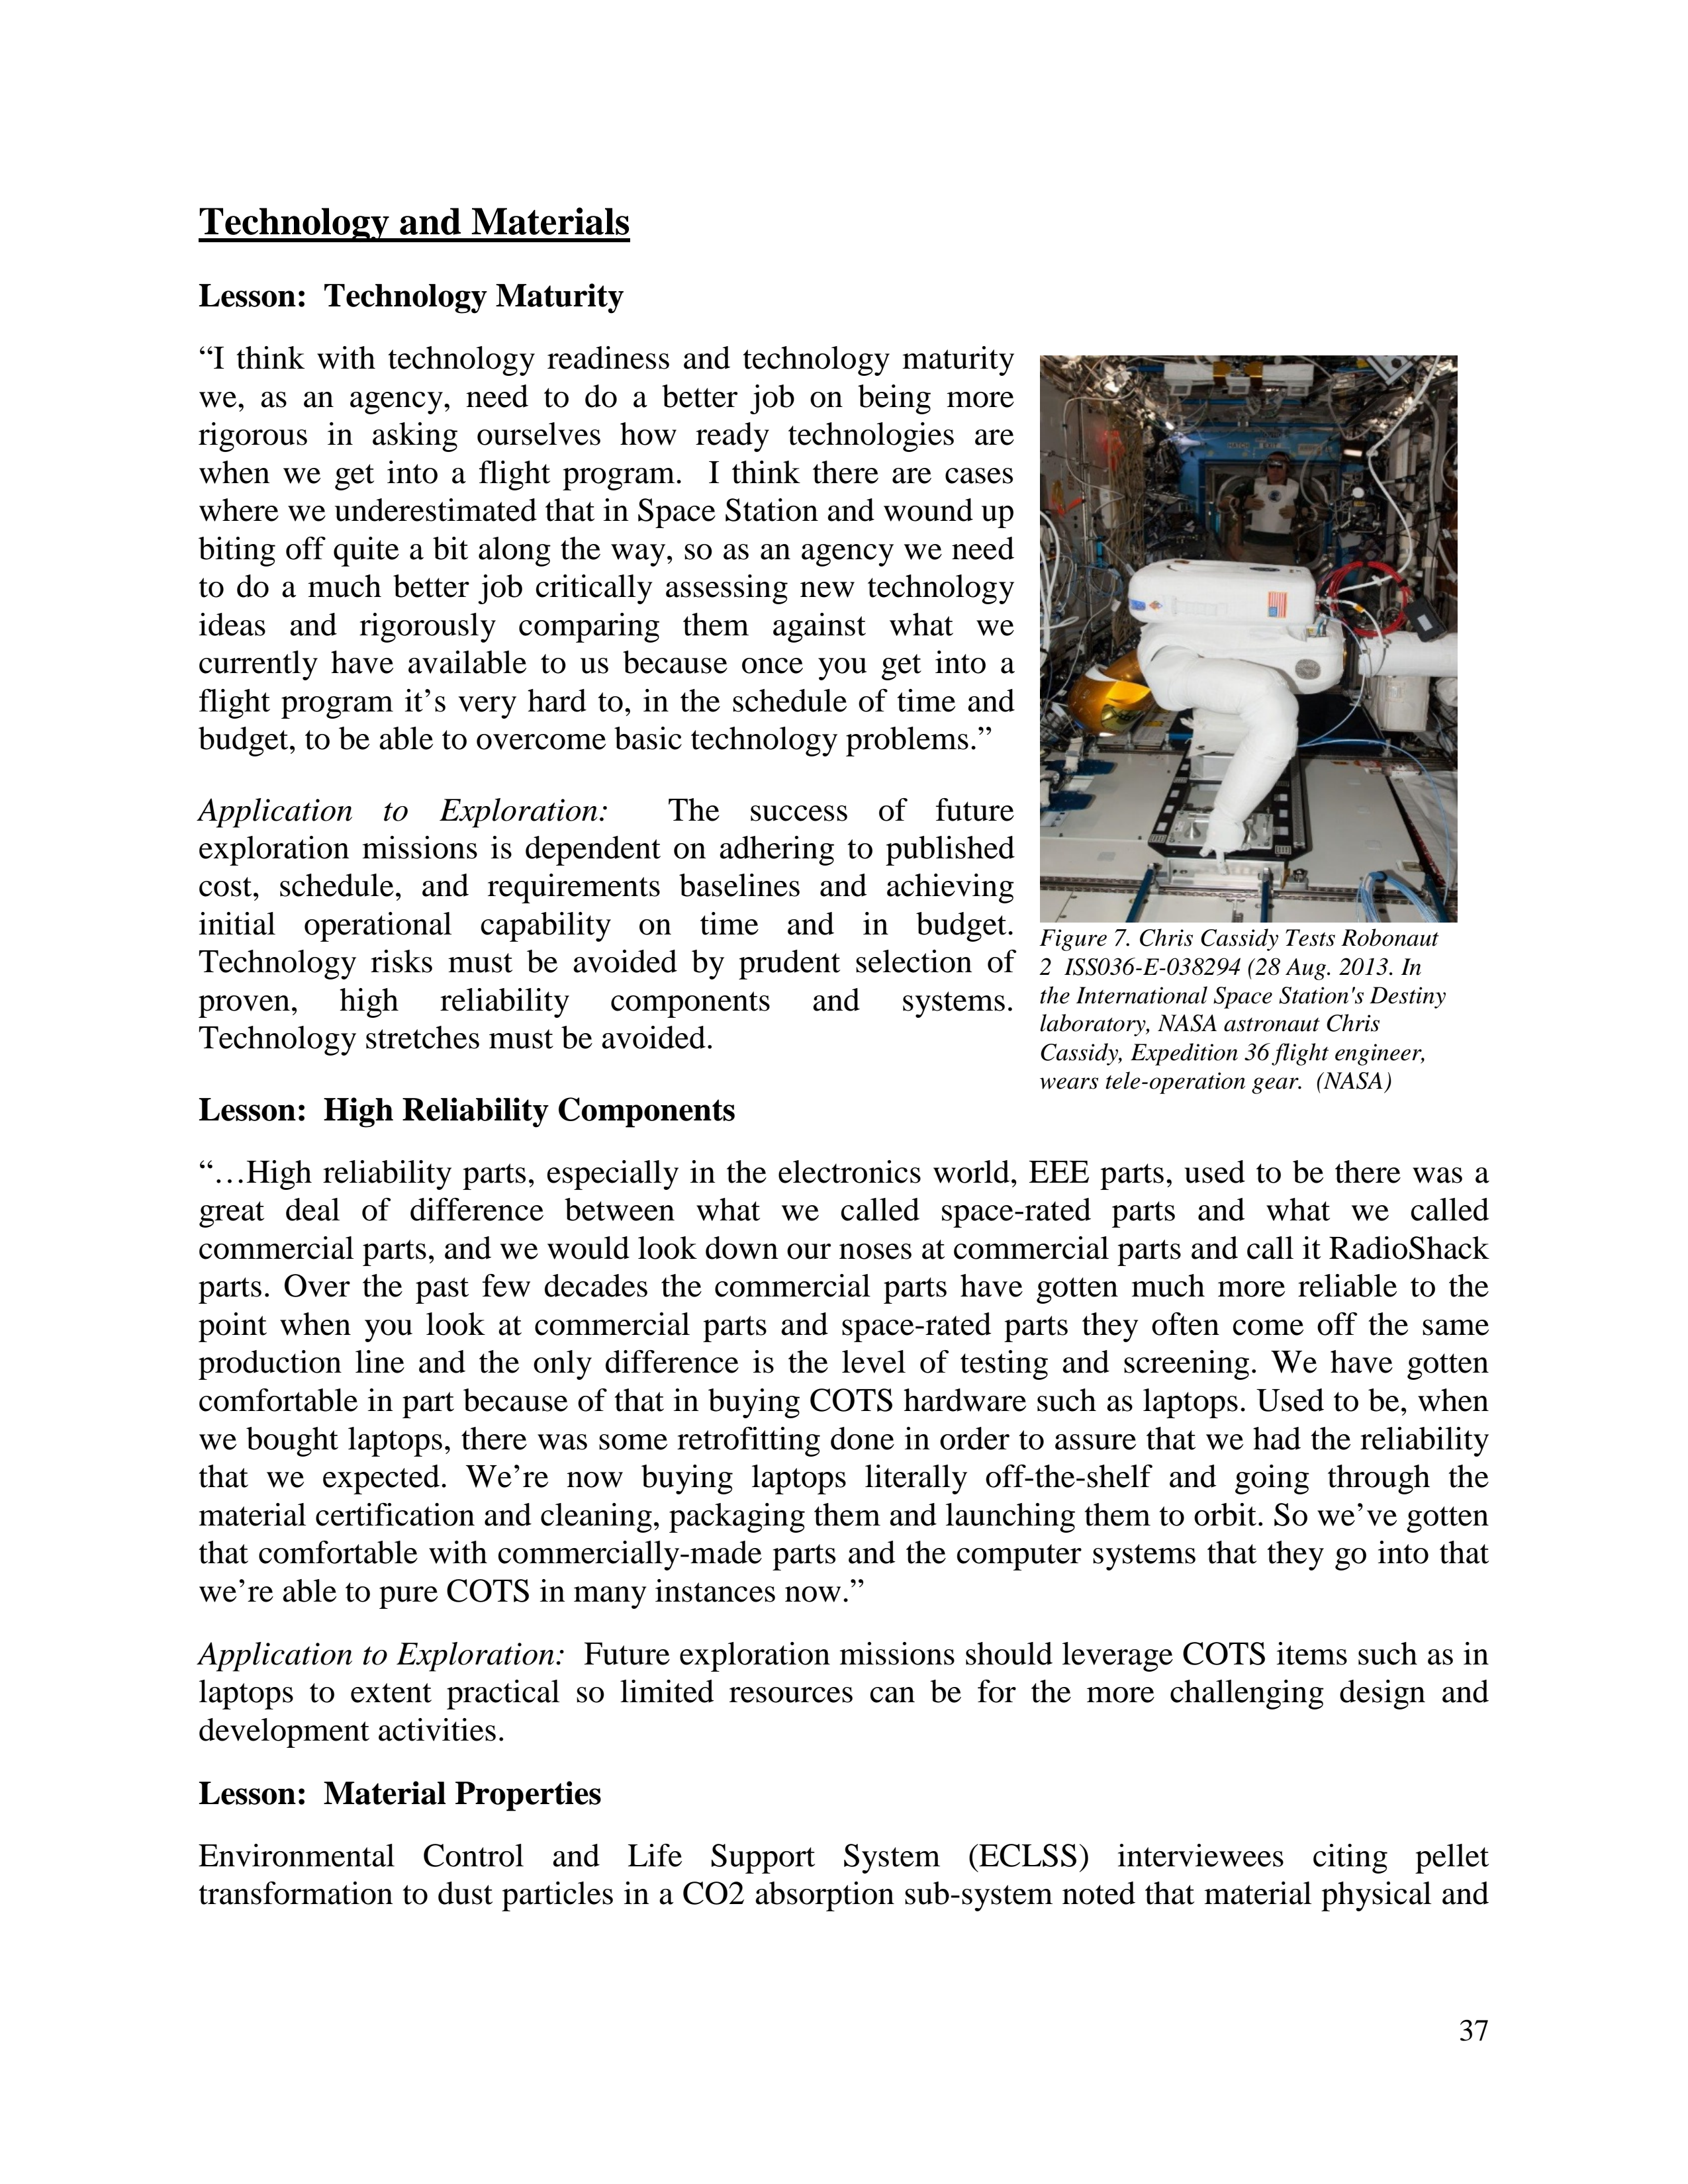 Technology and Materials
Lesson:  Technology Maturity
“I think with technology readiness and technology maturity
we, as an agency, need to do a better job on being more
rigorous in asking ourselves how ready technologies are
when we get into a flight program.  I think there are cases
where we underestimated that in Space Station and wound up
biting off quite a bit along the way, so as an agency we need
to do a much better job critically assessing new technology
ideas and rigorously comparing them against what we
currently have available to us because once you get into a
flight program it’s very hard to, in the schedule of time and
budget, to be able to overcome basic technology problems.”
Application to Exploration:  The success of future
exploration missions is dependent on adhering to published
cost, schedule, and requirements baselines and achieving
initial operational capability on time and in budget.
Technology risks must be avoided by prudent selection of
proven, high reliability components and systems.
Technology stretches must be avoided.
Figure 7. Chris Cassidy Tests Robonaut
2  ISS036-E-038294 (28 Aug. 2013. In
the International Space Station's Destiny
laboratory, NASA astronaut Chris
Cassidy, Expedition 36 flight engineer,
wears tele-operation gear.  (NASA)
Lesson:  High Reliability Components
“…High reliability parts, especially in the electronics world, EEE parts, used to be there was a
great deal of difference between what we called space-rated parts and what we called
commercial parts, and we would look down our noses at commercial parts and call it RadioShack
parts. Over the past few decades the commercial parts have gotten much more reliable to the
point when you look at commercial parts and space-rated parts they often come off the same
production line and the only difference is the level of testing and screening. We have gotten
comfortable in part because of that in buying COTS hardware such as laptops. Used to be, when
we bought laptops, there was some retrofitting done in order to assure that we had the reliability
that we expected. We’re now buying laptops literally off-the-shelf and going through the
material certification and cleaning, packaging them and launching them to orbit. So we’ve gotten
that comfortable with commercially-made parts and the computer systems that they go into that
we’re able to pure COTS in many instances now.”
Application to Exploration:  Future exploration missions should leverage COTS items such as in
laptops to extent practical so limited resources can be for the more challenging design and
development activities.
Lesson:  Material Properties
Environmental Control and Life Support System (ECLSS) interviewees citing pellet
transformation to dust particles in a CO2 absorption sub-system noted that material physical and
37